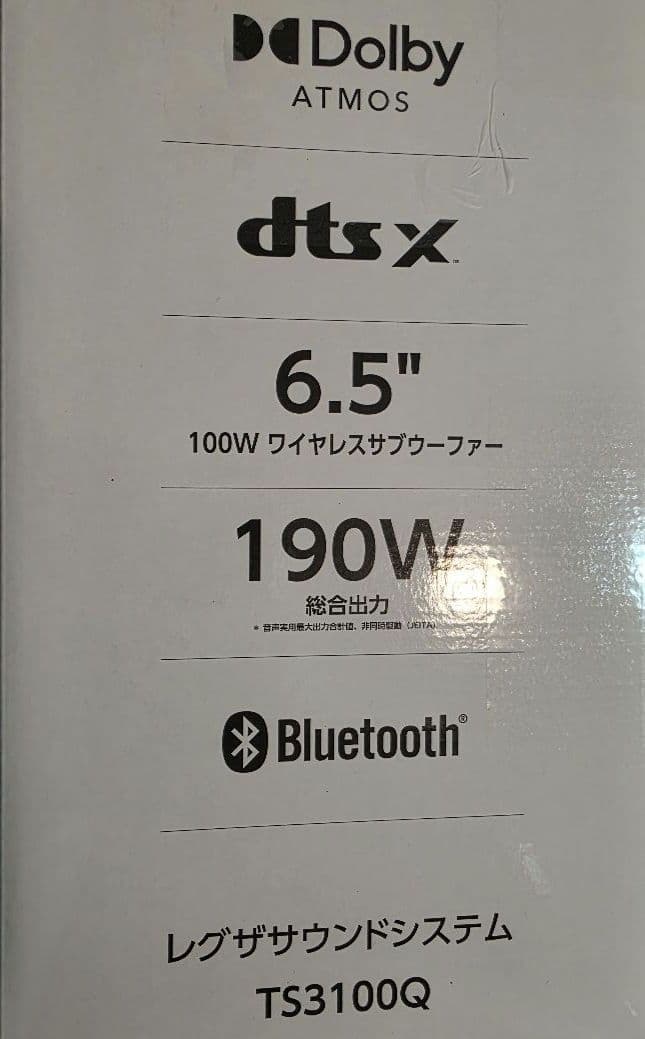 Dolby
ATMOS
dts X™
6.5"
100W ワイヤレスサブウーファー
190W
総合出力
* 音声実用最大出力合計値、非同時駆動（JEITA）
Bluetooth®
レグザサウンドシステム
TS3100Q